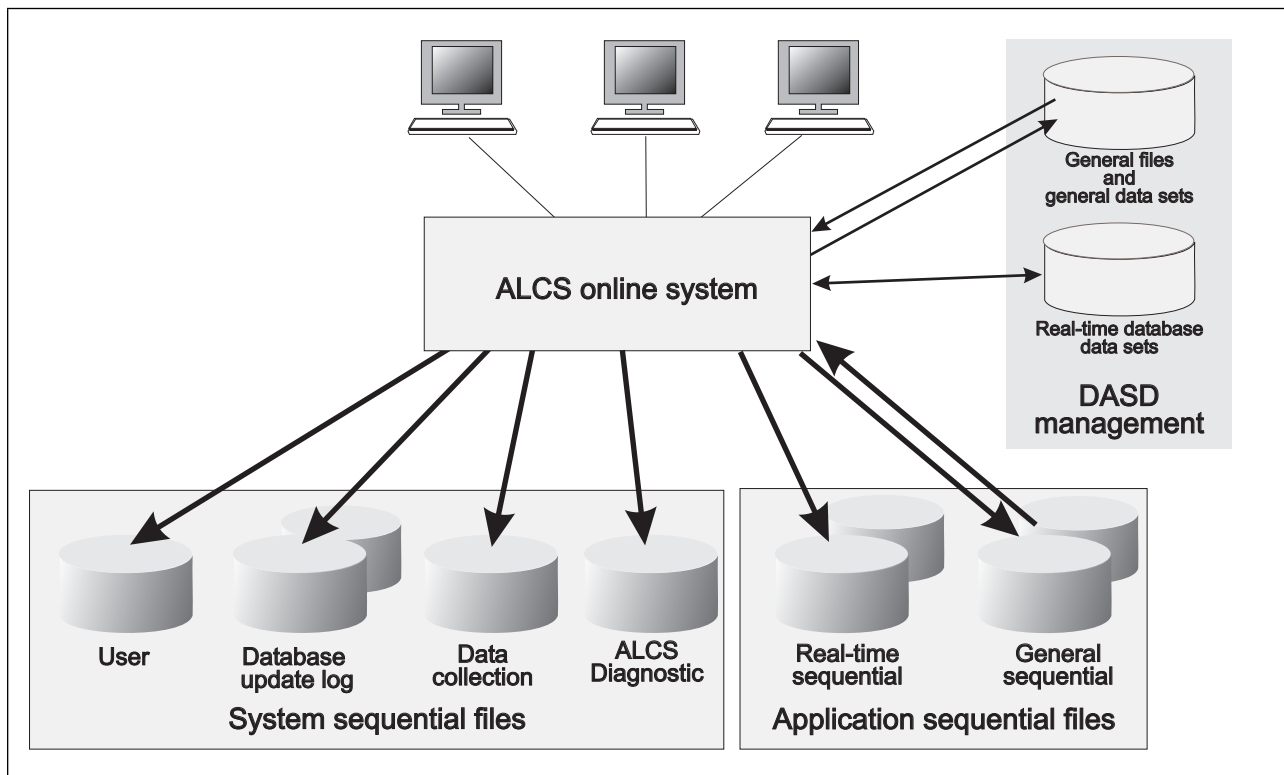 General files
and
general data sets
ALCS online system
Real-time database
data sets
DASD
management
User
Database
update log
Data
collection
ALCS
Diagnostic
System sequential files
Real-time
sequential
General
sequential
Application sequential files